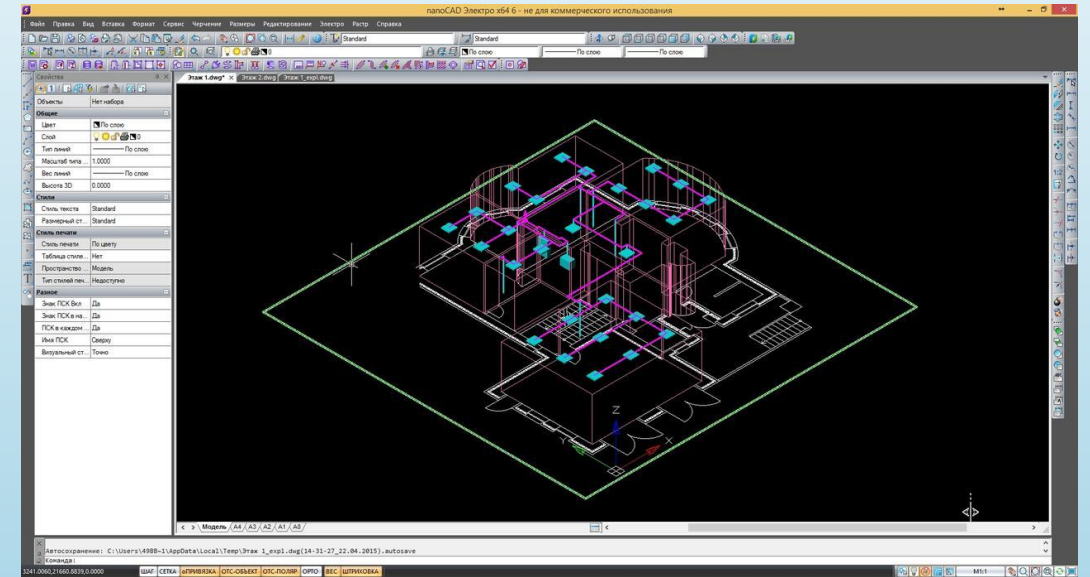 nanoCAD Электро x64 6 - не для коммерческого использования
Файл Правка Вид Вставка Формат Сервис Черчение Размеры Редактирование Электро Растр Справка
Standard Standard
0 По слою По слою По слою
Свойства Этаж 1.dwg* Этаж 2.dwg Этаж 1_expl.dwg
Объекты Нет набора
Общие
Цвет По слою
Слой 0
Тип линий По слою
Масштаб типа ... 1.0000
Вес линий По слою
Высота 3D 0.0000
Стили
Стиль текста Standard
Размерный ст... Standard
Стиль печати
Стиль печати По цвету
Таблица стиле... Нет
Пространство ... Модель
Тип стилей печ... Недоступно
Разное
Знак ПСК Вкл Да
Знак ПСК в на... Да
ПСК в каждом ... Да
Имя ПСК Сверху
Визуальный ст... Точно
1:2
Z
Y X
Модель A4 A3 A2 A1 A0
Автосохранение: C:\Users\4988~1\AppData\Local\Temp\Этаж 1_expl.dwg(14-31-27_22.04.2015).autosave
Команда:
3241.0060,21660.8839,0.0000 ШАГ СЕТКА оПРИВЯЗКА ОТС-ОБЪЕКТ ОТС-ПОЛЯР ОРТО ВЕС ШТРИХОВКА М1:1